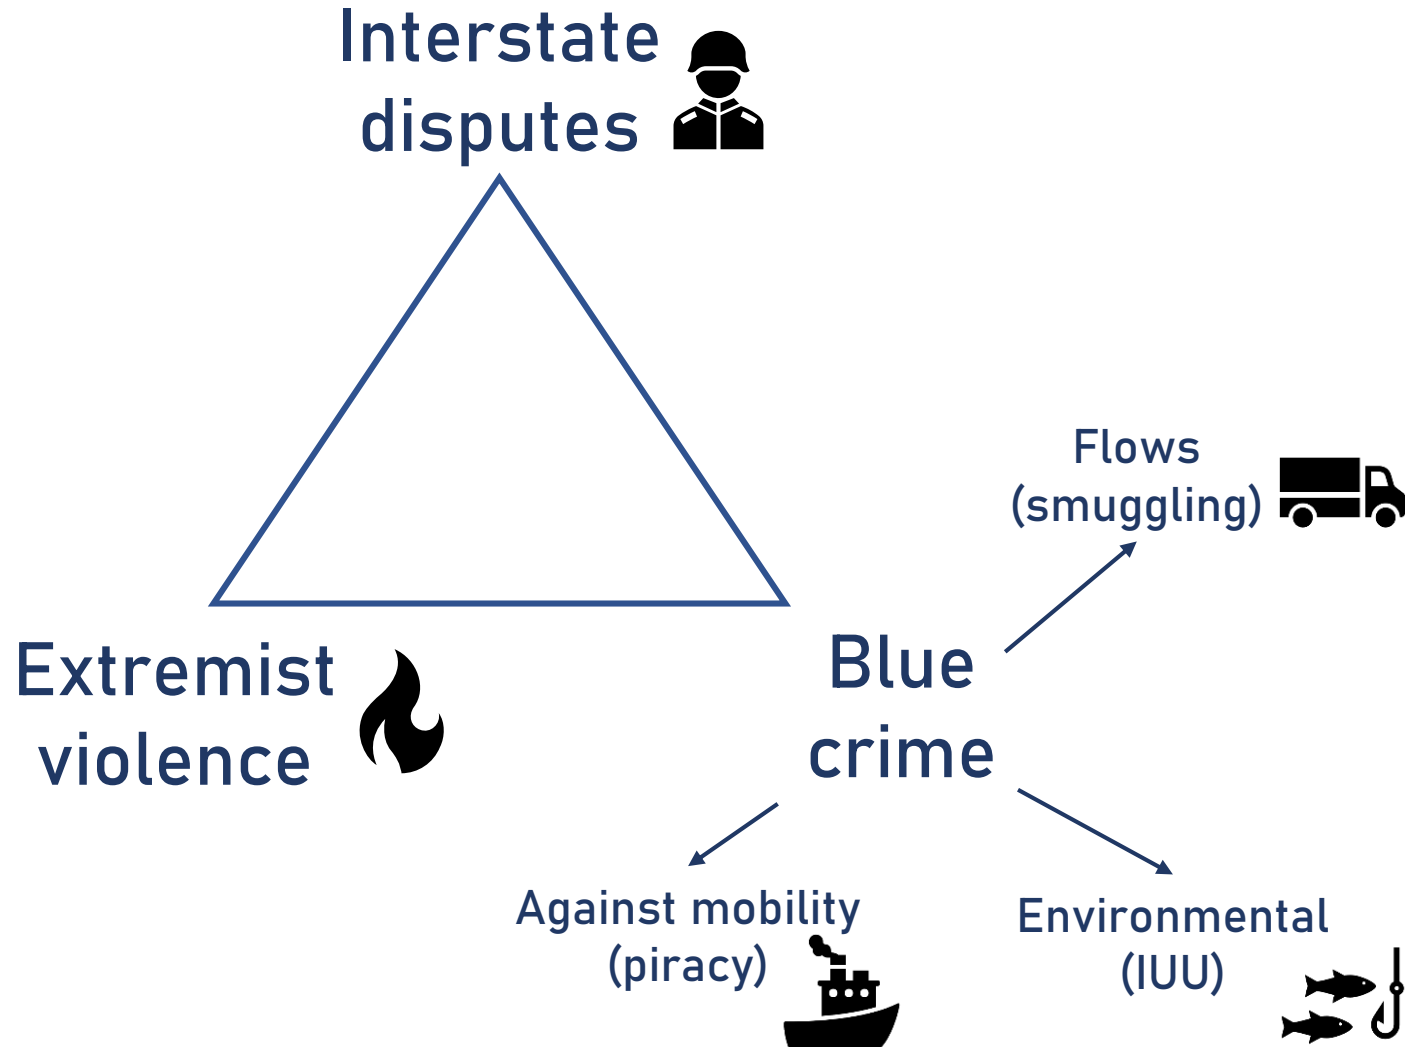 Interstate
disputes
Flows
(smuggling)
Extremist
violence
Blue
crime
Against mobility
(piracy)
Environmental
(IUU)